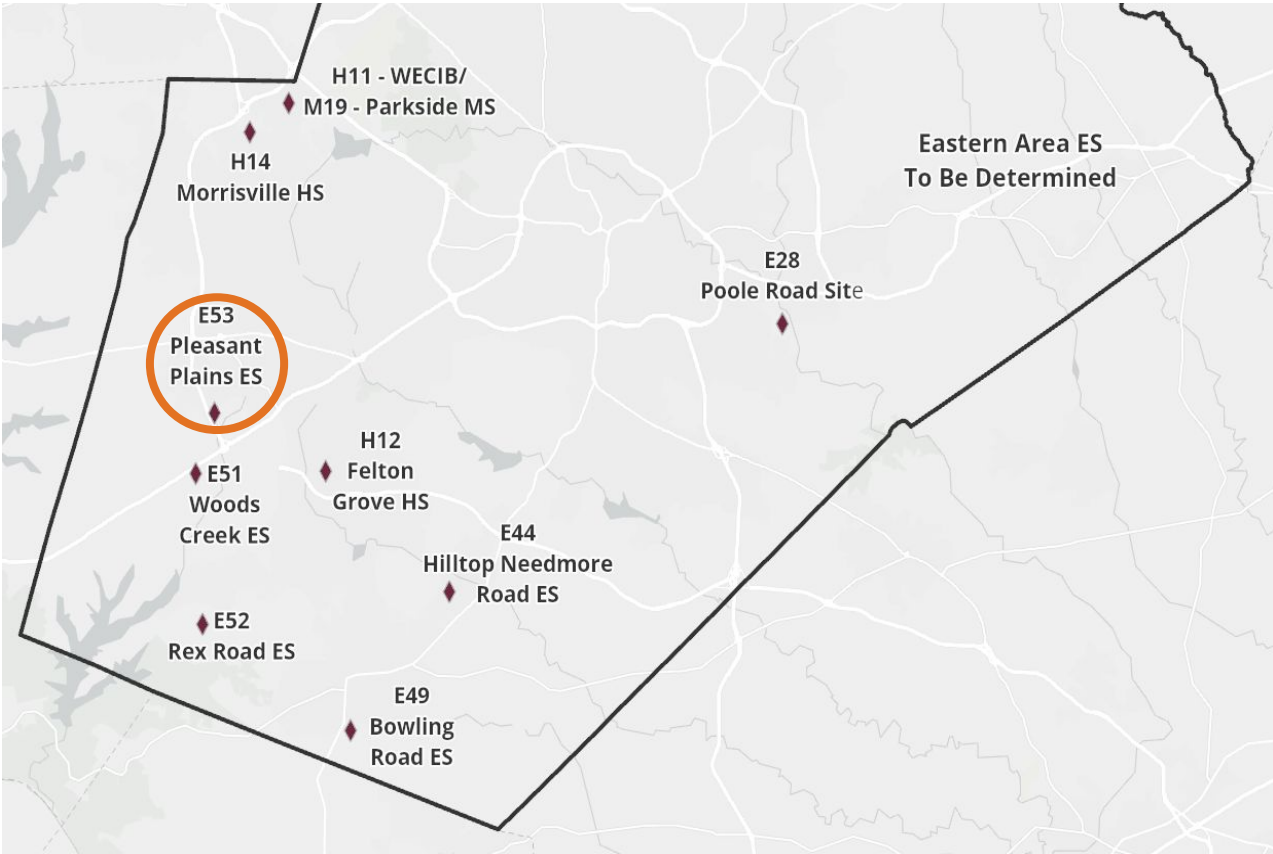 H11 - WECIB/
M19 - Parkside MS
H14
Morrisville HS
Eastern Area ES
To Be Determined
E28
Poole Road Site
E53
Pleasant
Plains ES
H12
Felton
Grove HS
E51
Woods
Creek ES
E44
Hilltop Needmore
Road ES
E52
Rex Road ES
E49
Bowling
Road ES